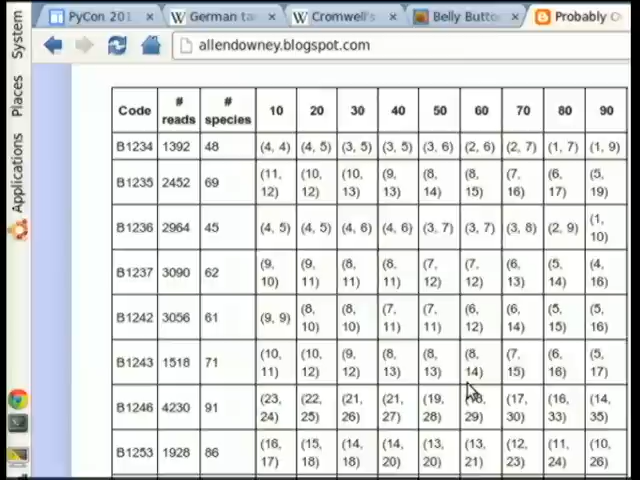 PyCon 201
German ta
Cromwell's
Belly Butto
Probably O
allendowney.blogspot.com
System
Places
Applications
Code # reads # species 10 20 30 40 50 60 70 80 90
B1234 1392 48 (4, 4) (4, 5) (3, 5) (3, 5) (3, 6) (2, 6) (2, 7) (1, 7) (1, 9)
B1235 2452 69 (11, 12) (10, 12) (10, 13) (9, 13) (8, 14) (8, 15) (7, 16) (6, 17) (5, 19)
B1236 2964 45 (4, 5) (4, 5) (4, 6) (4, 6) (3, 7) (3, 7) (3, 8) (2, 9) (1, 10)
B1237 3090 62 (9, 10) (9, 11) (8, 11) (8, 11) (7, 12) (7, 12) (6, 13) (5, 14) (4, 16)
B1242 3056 61 (9, 9) (8, 10) (8, 10) (7, 11) (7, 11) (6, 12) (6, 14) (5, 15) (5, 16)
B1243 1518 71 (10, 11) (10, 12) (9, 12) (8, 13) (8, 13) (8, 14) (7, 15) (6, 16) (5, 17)
B1246 4230 91 (23, 24) (22, 25) (21, 26) (21, 27) (19, 28) 29) (17, 30) (16, 33) (14, 35)
B1253 1928 86 (16, 17) (15, 18) (14, 18) (14, 20) (13, 20) (13, 21) (12, 23) (11, 24) (10, 26)